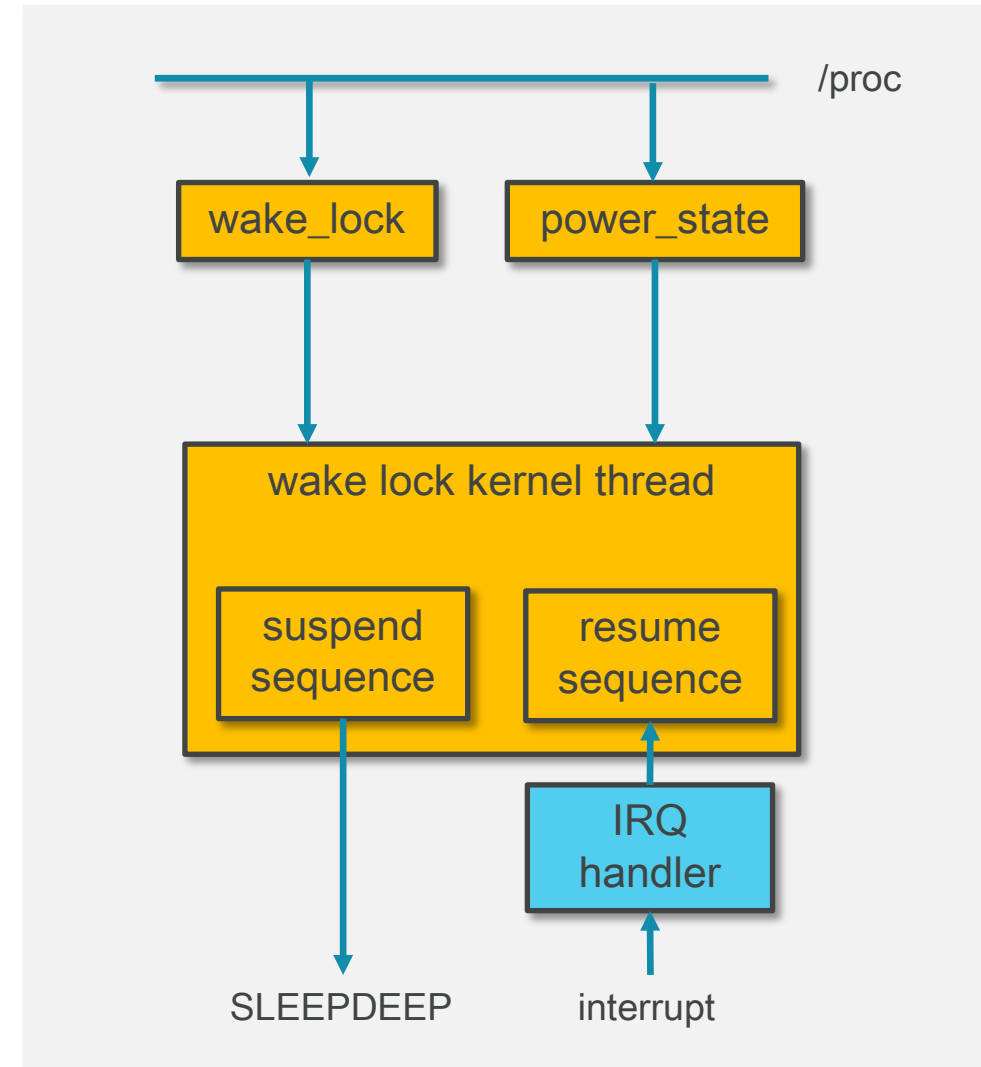 /proc
wake_lock
power_state
wake lock kernel thread
suspend
sequence
resume
sequence
IRQ
handler
SLEEPDEEP
interrupt